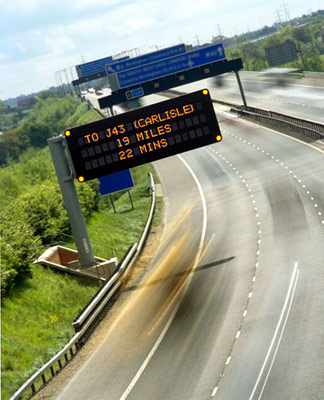 TO J43 (CARLISLE)
19 MILES
22 MINS